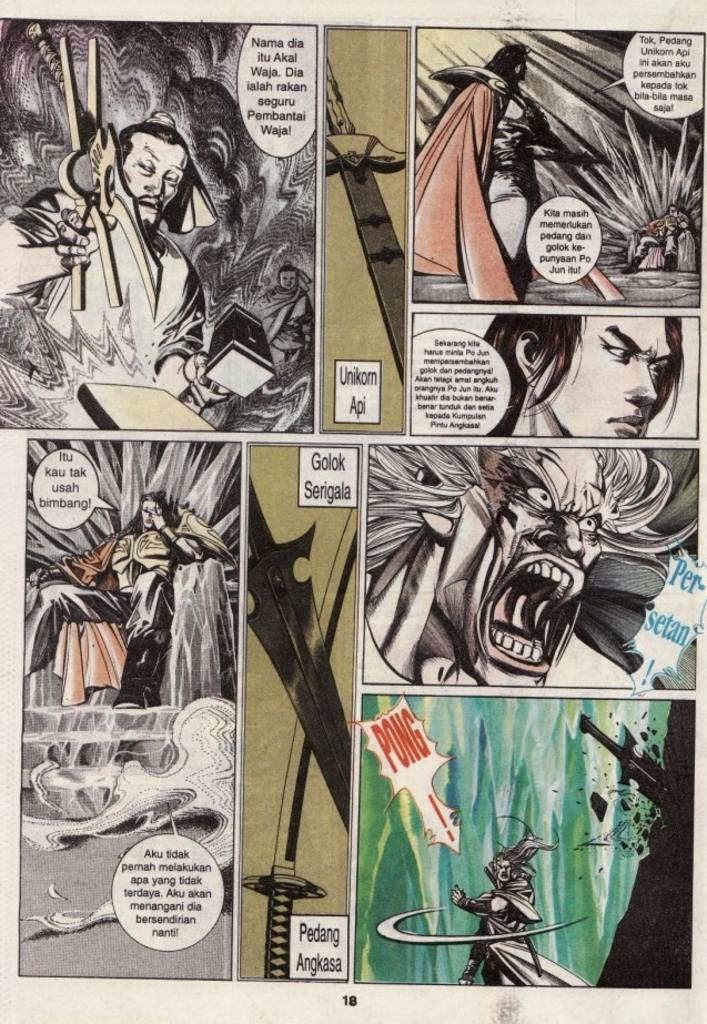 Nama dia
itu Akal
Waja. Dia
ialah rakan
seguru
Pembantai
Waja!
Unikorn
Api
Tok, Pedang
Unikorn Api
ini akan aku
persembahkan
kepada tok
bila-bila masa
saja!
Kita masih
memerlukan
pedang dan
golok ke-
punyaan Po
Jun itu!
Sekarang kita
harus minta Po Jun
mempersembahkan
golok dan pedangnya!
Akan tetapi amat angkuh
orangnya Po Jun itu. Aku
khuatir dia bukan benar-
benar tunduk dan setia
kepada Kumpulan
Pintu Angkasa!
Itu
kau tak
usah
bimbang!
Aku tidak
pernah melakukan
apa yang tidak
terdaya. Aku akan
menangani dia
bersendirian
nanti!
Golok
Serigala
Pedang
Angkasa
Per-
setan
!
PONG
!
18